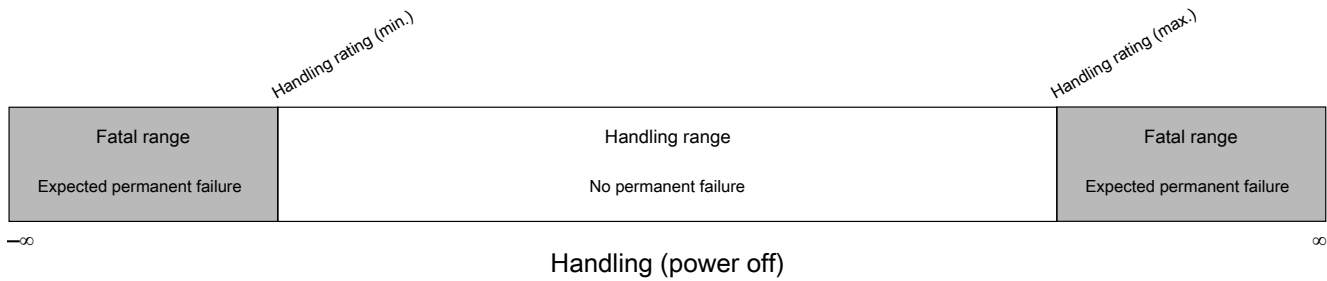 Handling rating (min.)
Handling rating (max.)
Fatal range
Handling range
Fatal range
Expected permanent failure
No permanent failure
Expected permanent failure
–∞
∞
Handling (power off)